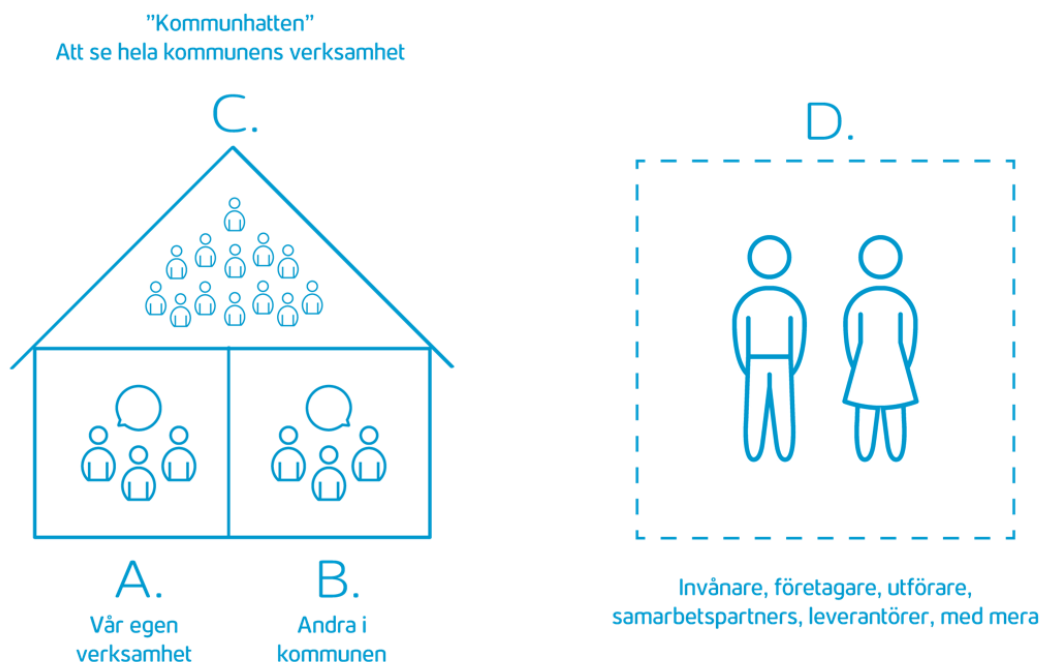 ”Kommunhatten”
Att se hela kommunens verksamhet
C.
A.
Vår egen
verksamhet
B.
Andra i
kommunen
D.
Invånare, företagare, utförare,
samarbetspartners, leverantörer, med mera